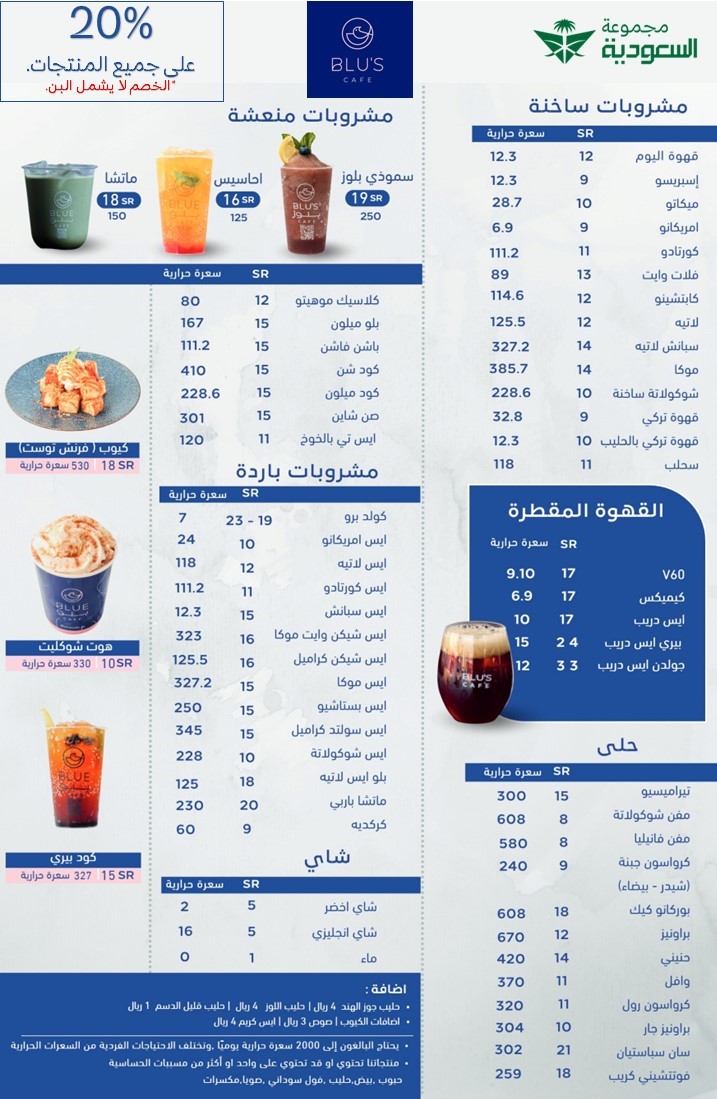 20%
على جميع المنتجات.
*الخصم لا يشمل البن.
BLU'S
CAFE
مجموعة
السعودية
مشروبات ساخنة
SR سعرة حرارية
قهوة اليوم 12 12.3
إسبريسو 9 12.3
ميكاتو 10 28.7
امريكانو 9 6.9
كورتادو 11 111.2
فلات وايت 13 89
كابتشينو 12 114.6
لاتيه 12 125.5
سبانش لاتيه 14 327.2
موكا 14 385.7
شوكولاتة ساخنة 10 228.6
قهوة تركي 9 32.8
قهوة تركي بالحليب 10 12.3
سحلب 11 118
القهوة المقطرة
SR سعرة حرارية
V60 17 9.10
كيميكس 17 6.9
ايس دريب 17 10
بيري ايس دريب 24 15
جولدن ايس دريب 33 12
BLU'S
CAFE
حلى
SR سعرة حرارية
تيراميسيو 15 300
مفن شوكولاتة 8 608
مفن فانيليا 8 580
كرواسون جبنة 9 240
(شيدر - بيضاء)
بوركانو كيك 18 608
براونيز 12 670
حنيني 14 420
وافل 11 370
كرواسون رول 11 320
براونيز جار 10 304
سان سباستيان 21 302
فوتتشيني كريب 18 259
مشروبات منعشة
سموذي بلوز
19 SR
250
احاسيس
16 SR
125
ماتشا
18 SR
150
SR سعرة حرارية
كلاسيك موهيتو 12 80
بلو ميلون 15 167
باشن فاشن 15 111.2
كود شن 15 410
كود ميلون 15 228.6
صن شاين 15 301
ايس تي بالخوخ 11 120
مشروبات باردة
SR سعرة حرارية
كولد برو 19 - 23 7
ايس امريكانو 10 24
ايس لاتيه 12 118
ايس كورتادو 11 111.2
ايس سبانش 15 12.3
ايس شيكن وايت موكا 16 323
ايس شيكن كراميل 16 125.5
ايس موكا 15 327.2
ايس بستاشيو 15 250
ايس سولتد كراميل 15 345
ايس شوكولاتة 10 228
بلو ايس لاتيه 18 125
ماتشا باربي 20 230
كركديه 9 60
شاي
SR سعرة حرارية
شاي اخضر 5 2
شاي انجليزي 5 16
ماء 1 0
كيوب ( فرنش توست)
18 SR | 530 سعرة حرارية
BLUE
بلو
هوت شوكليت
10SR | 330 سعرة حرارية
BLUE
بلو
كود بيري
15 SR | 327 سعرة حرارية
اضافة :
• حليب جوز الهند 4 ريال | حليب اللوز 4 ريال | حليب قليل الدسم 1 ريال
• اضافات الكيوب | صوص 3 ريال | ايس كريم 4 ريال
• يحتاج البالغون إلى 2000 سعرة حرارية يوميًا ,وتختلف الاحتياجات الفردية من السعرات الحرارية
• منتجاتنا تحتوي او قد تحتوي على واحد او أكثر من مسببات الحساسية
حبوب ,بيض,حليب ,فول سوداني ,صويا,مكسرات